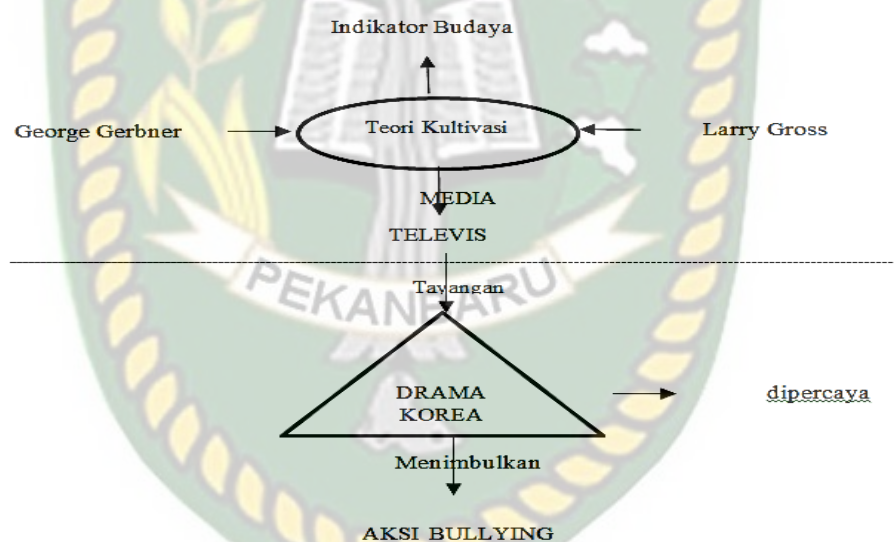 Indikator Budaya
George Gerbner
Teori Kultivasi
Larry Gross
MEDIA
TELEVIS
PEKANBARU
Tayangan
DRAMA
KOREA
dipercaya
Menimbulkan
AKSI BULLYING